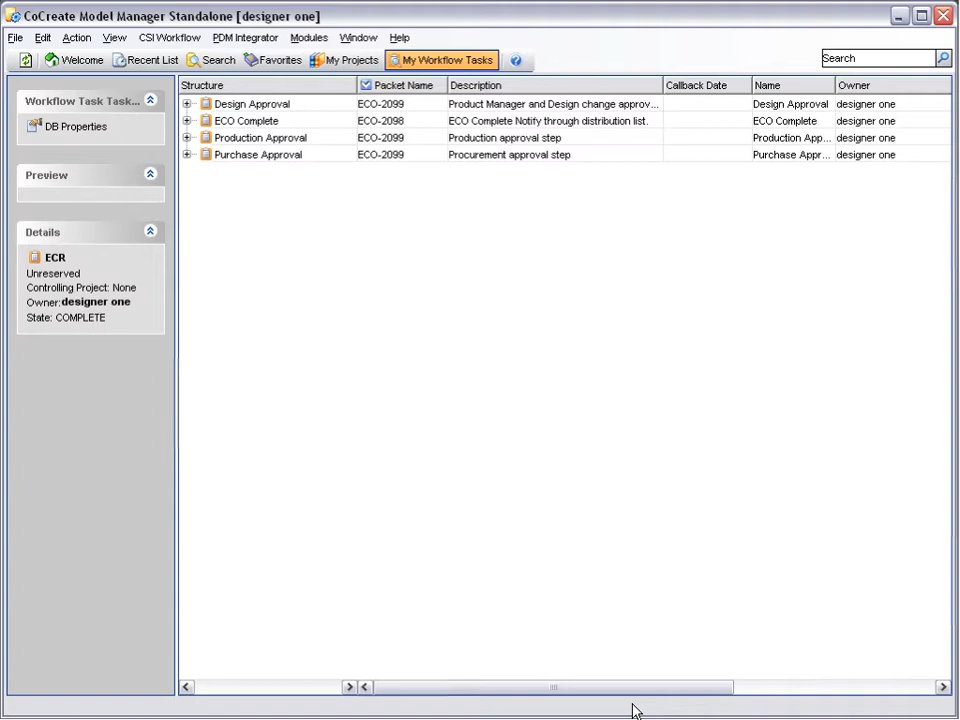 CoCreate Model Manager Standalone [designer one]
File Edit Action View CSI Workflow PDM Integrator Modules Window Help
Welcome Recent List Search Favorites My Projects My Workflow Tasks Search
Workflow Task Task...
DB Properties
Preview
Details
ECR
Unreserved
Controlling Project: None
Owner:designer one
State: COMPLETE
Structure Packet Name Description Callback Date Name Owner
Design Approval ECO-2099 Product Manager and Design change approv... Design Approval designer one
ECO Complete ECO-2098 ECO Complete Notify through distribution list. ECO Complete designer one
Production Approval ECO-2099 Production approval step Production App... designer one
Purchase Approval ECO-2099 Procurement approval step Purchase Appr... designer one